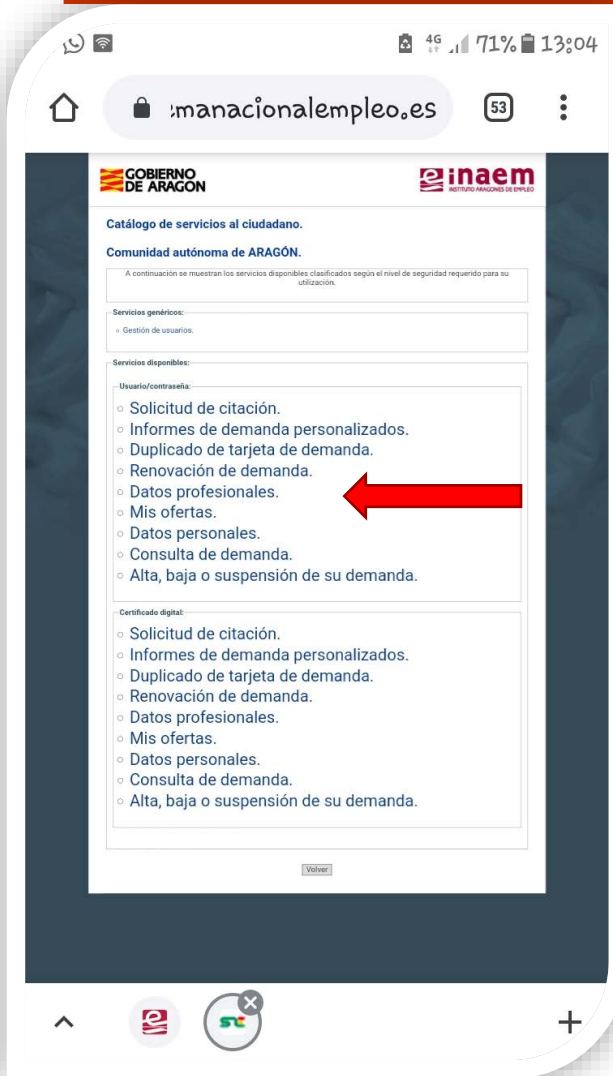 4G 71% 13:04
:manacionalempleo.es 53
GOBIERNO
DE ARAGON
inaem
INSTITUTO ARAGONES DE EMPLEO
Catálogo de servicios al ciudadano.
Comunidad autónoma de ARAGÓN.
A continuación se muestran los servicios disponibles clasificados según el nivel de seguridad requerido para su
utilización.
Servicios genéricos:
Gestión de usuarios.
Servicios disponibles:
Usuario/contraseña:
Solicitud de citación.
Informes de demanda personalizados.
Duplicado de tarjeta de demanda.
Renovación de demanda.
Datos profesionales.
Mis ofertas.
Datos personales.
Consulta de demanda.
Alta, baja o suspensión de su demanda.
Certificado digital:
Solicitud de citación.
Informes de demanda personalizados.
Duplicado de tarjeta de demanda.
Renovación de demanda.
Datos profesionales.
Mis ofertas.
Datos personales.
Consulta de demanda.
Alta, baja o suspensión de su demanda.
Volver